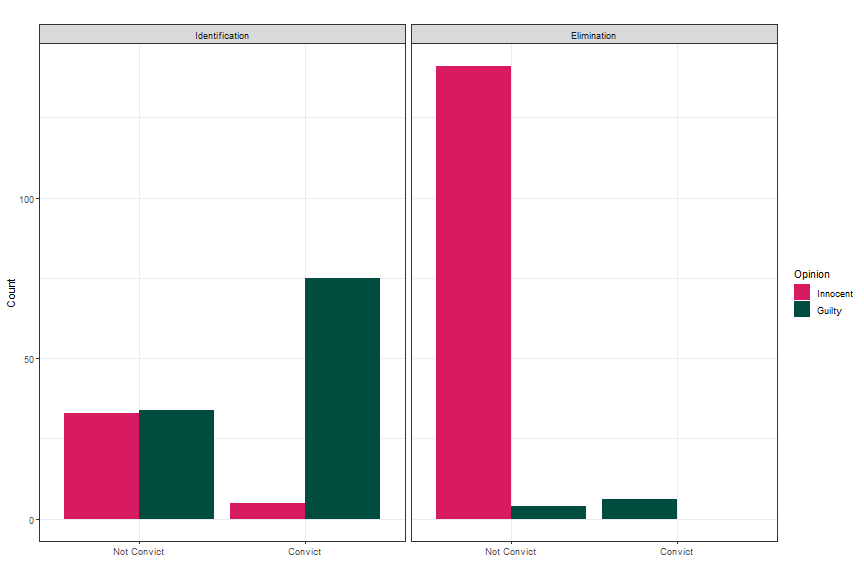 Identification
Elimination
Count
100
50
0
Not Convict
Convict
Not Convict
Convict
Opinion
Innocent
Guilty